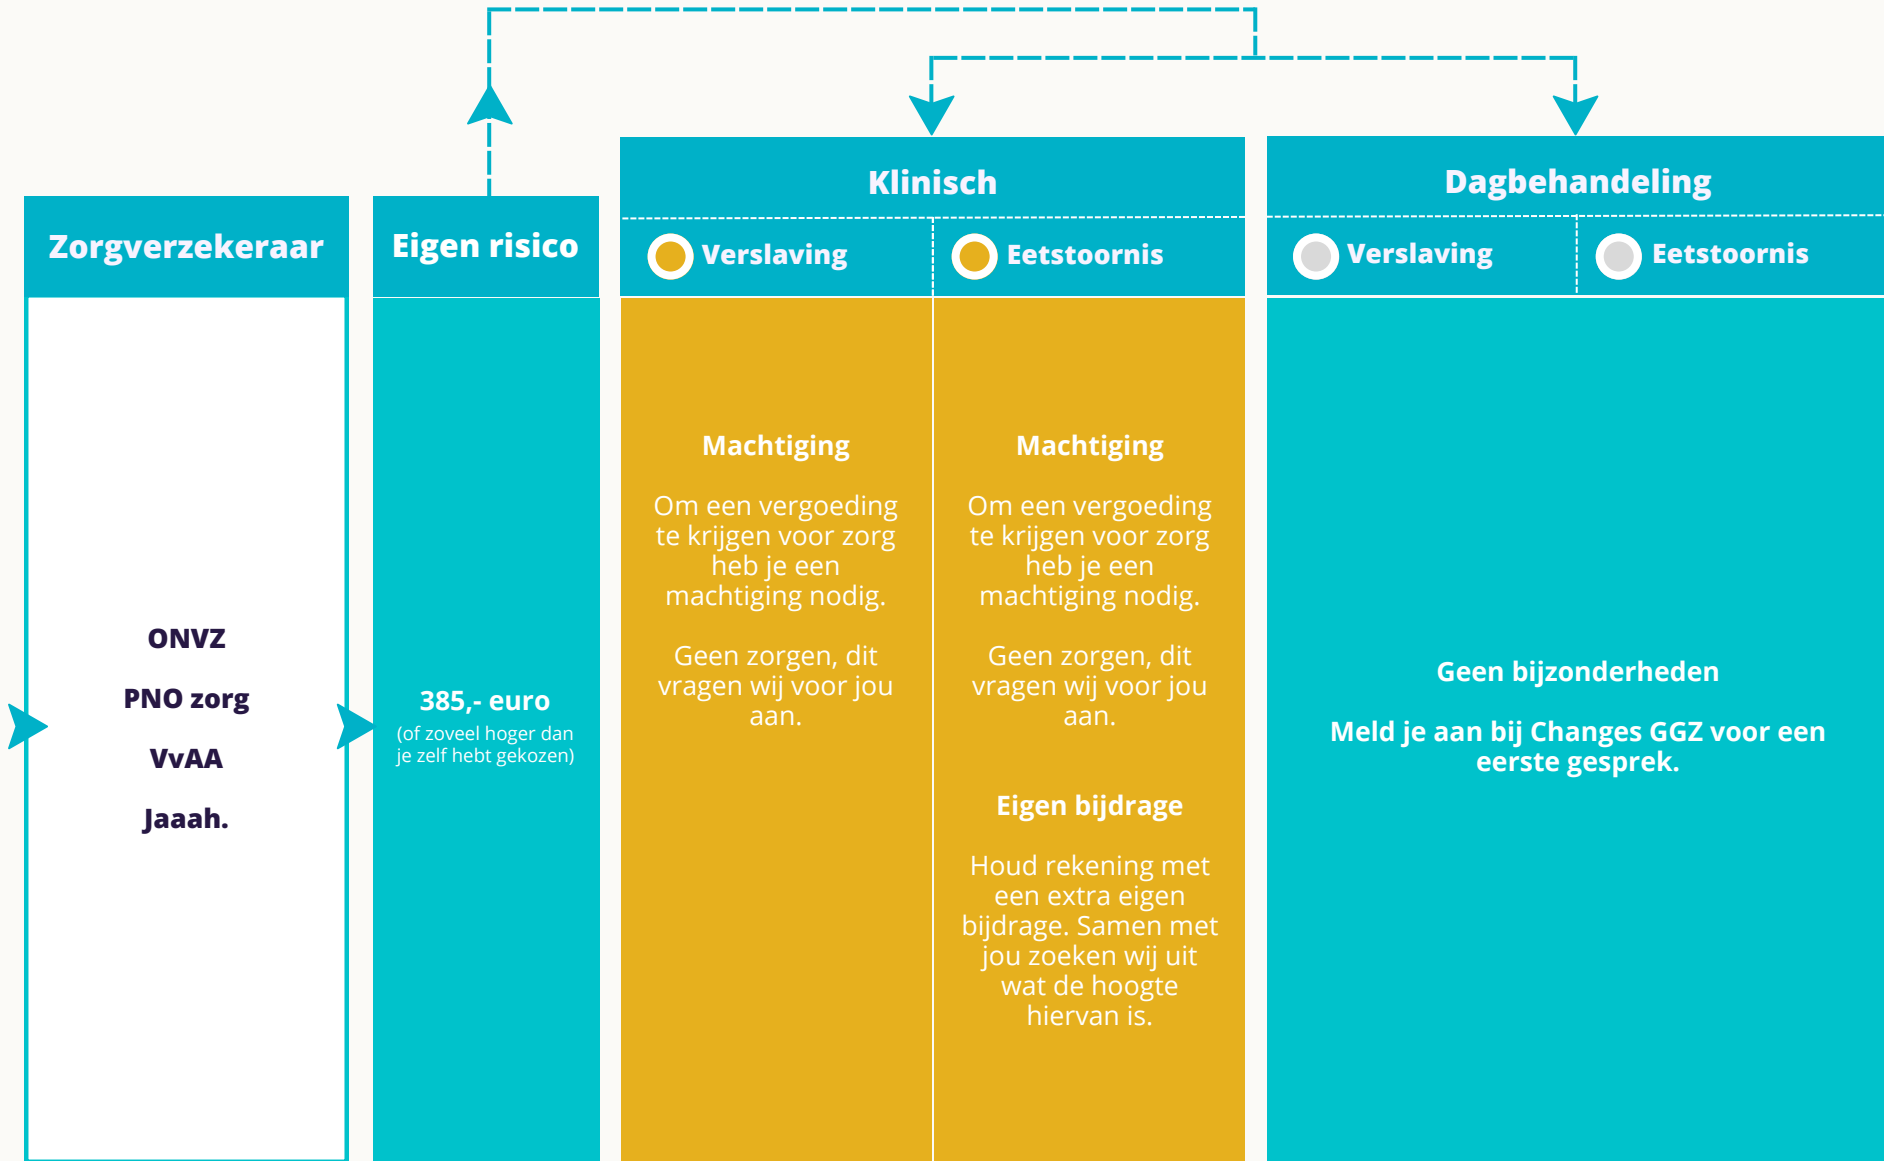 Zorgverzekeraar
ONVZ
PNO zorg
VvAA
Jaaah.
Eigen risico
385,- euro
(of zoveel hoger dan
je zelf hebt gekozen)
Klinisch
Verslaving
Machtiging
Om een vergoeding
te krijgen voor zorg
heb je een
machtiging nodig.
Geen zorgen, dit
vragen wij voor jou
aan.
Eetstoornis
Machtiging
Om een vergoeding
te krijgen voor zorg
heb je een
machtiging nodig.
Geen zorgen, dit
vragen wij voor jou
aan.
Eigen bijdrage
Houd rekening met
een extra eigen
bijdrage. Samen met
jou zoeken wij uit
wat de hoogte
hiervan is.
Dagbehandeling
Verslaving
Eetstoornis
Geen bijzonderheden
Meld je aan bij Changes GGZ voor een
eerste gesprek.